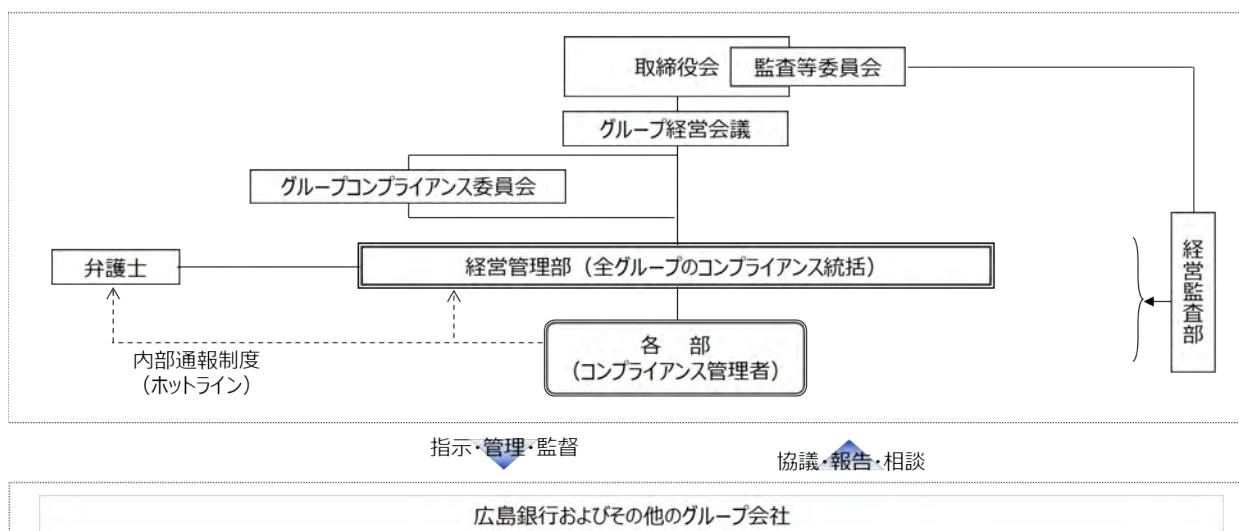 取締役会
監査等委員会
グループ経営会議
グループコンプライアンス委員会
弁護士
経営管理部（全グループのコンプライアンス統括）
経営監査部
各 部
（コンプライアンス管理者）
内部通報制度
（ホットライン）
指示・管理・監督
協議・報告・相談
広島銀行およびその他のグループ会社